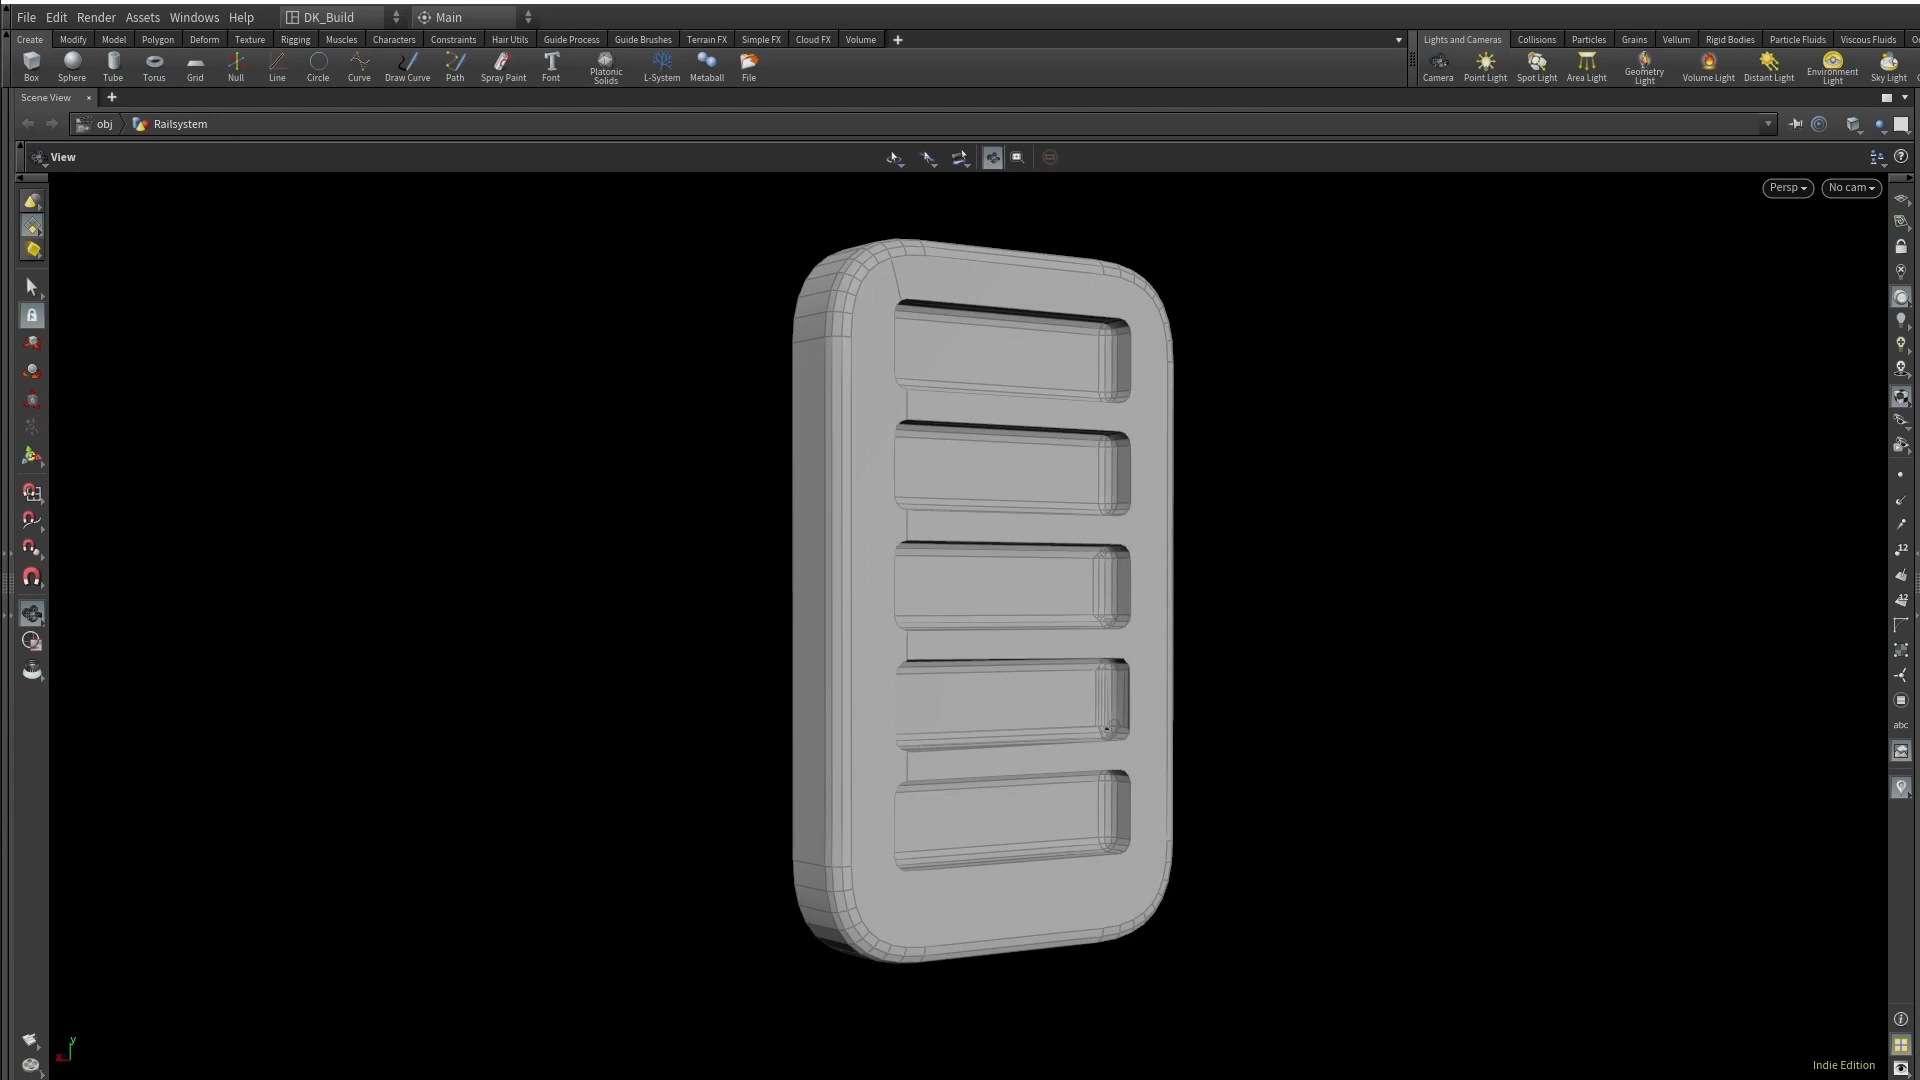 File Edit Render Assets Windows Help DK_Build Main
Create Modify Model Polygon Deform Texture Rigging Muscles Characters Constraints Hair Utils Guide Process Guide Brushes Terrain FX Simple FX Cloud FX Volume Lights and Cameras Collisions Particles Grains Vellum Rigid Bodies Particle Fluids Viscous Fluids
Box Sphere Tube Torus Grid Null Line Circle Curve Draw Curve Path Spray Paint Font Platonic Solids L-System Metaball File Camera Point Light Spot Light Area Light Geometry Light Volume Light Distant Light Environment Light Sky Light
Scene View
obj Railsystem
View
Persp No cam
12
12
abc
y
x
Indie Edition